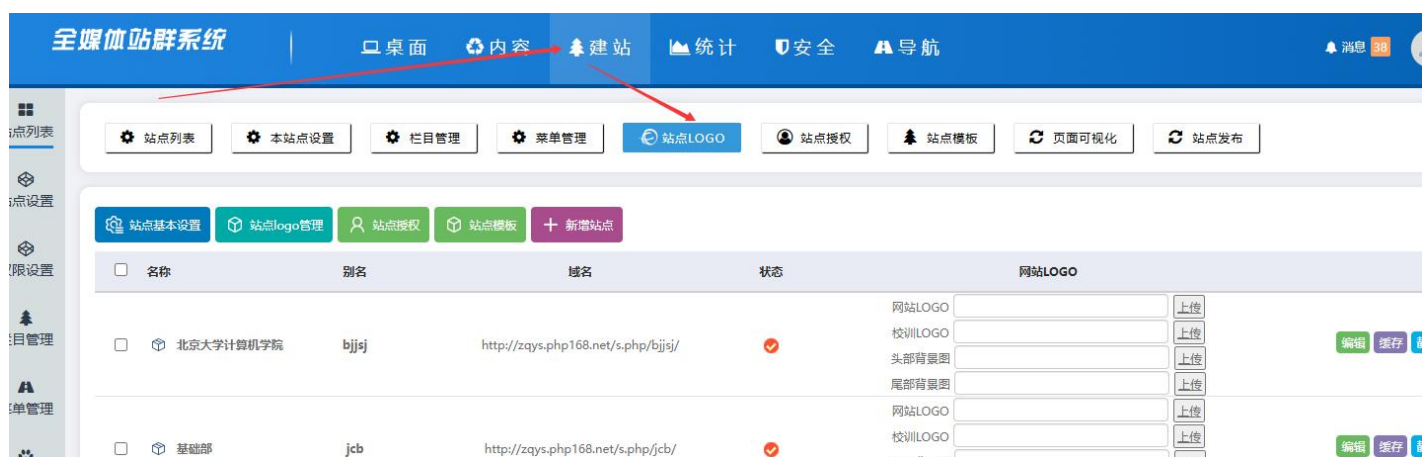 全媒体站群系统 桌面 内容 建站 统计 安全 导航 消息 38
点列表 站点列表 本站点设置 栏目管理 菜单管理 站点LOGO 站点授权 站点模板 页面可视化 站点发布
点设置
站点基本设置 站点logo管理 站点授权 站点模板 新增站点
限设置 名称 别名 域名 状态 网站LOGO
目管理
单管理
北京大学计算机学院 bjjsj http://zqys.php168.net/s.php/bjjsj/ 编辑 缓存
网站LOGO 上传
校训LOGO 上传
头部背景图 上传
尾部背景图 上传
基础部 jcb http://zqys.php168.net/s.php/jcb/ 编辑 缓存
网站LOGO 上传
校训LOGO 上传